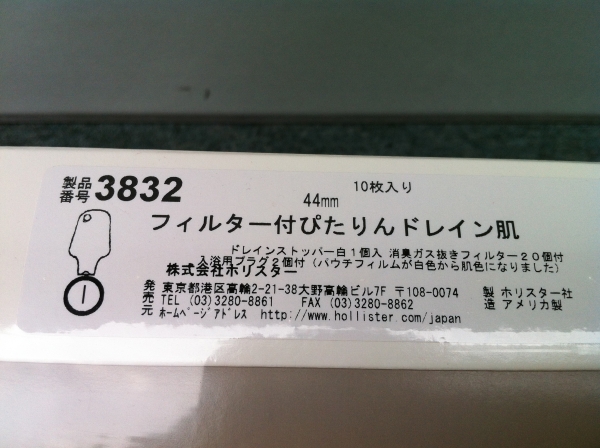 製品番号 3832
44mm 10枚入り
フィルター付ぴたりんドレイン肌
ドレインストッパー白1個入 消臭ガス抜きフィルター20個付
入浴用プラグ2個付 (パウチフィルムが白色から肌色になりました)
株式会社ホリスター
発売元 東京都港区高輪2-21-38大野高輪ビル7F 〒108-0074
TEL (03)3280-8861 FAX (03)3280-8862
ホームページアドレス http://www.hollister.com/japan
製造 ホリスター社
アメリカ製